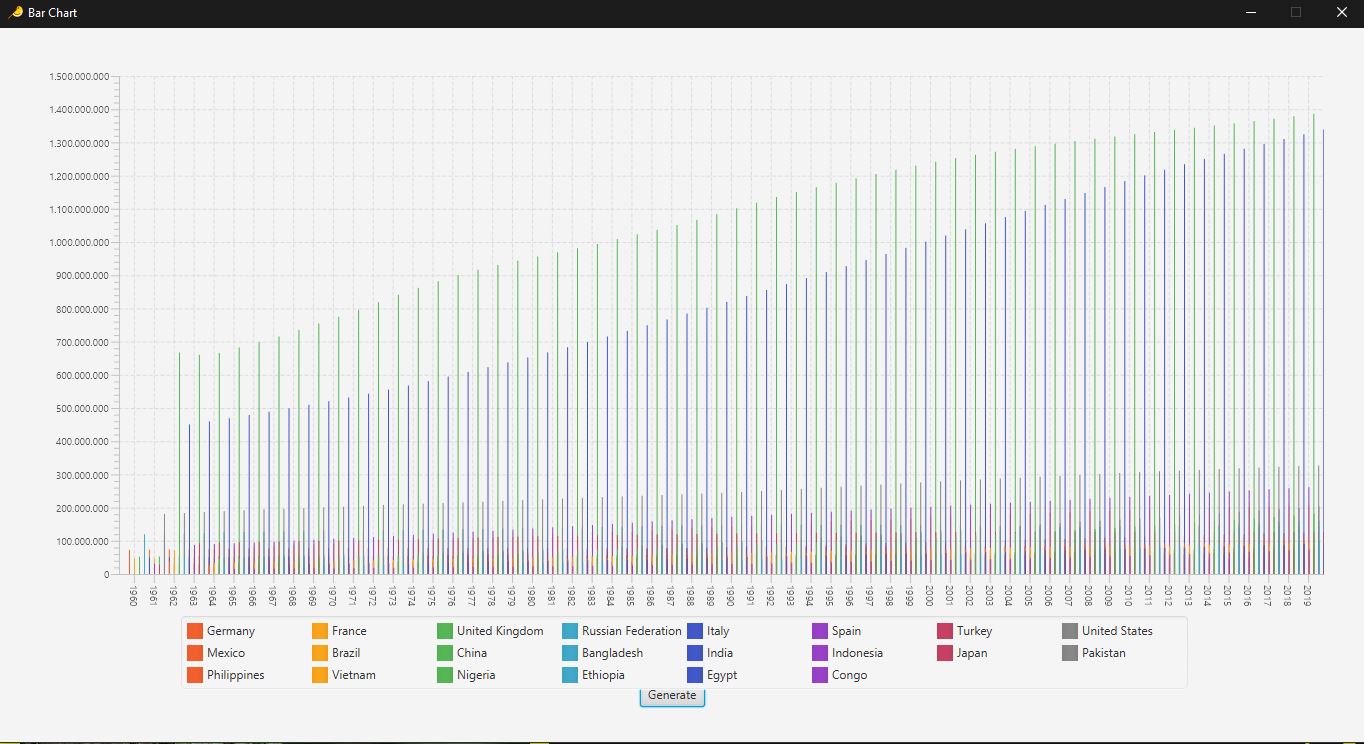 Bar Chart
1.500.000.000
1.400.000.000
1.300.000.000
1.200.000.000
1.100.000.000
1.000.000.000
900.000.000
800.000.000
700.000.000
600.000.000
500.000.000
400.000.000
300.000.000
200.000.000
100.000.000
0
1960 1961 1962 1963 1964 1965 1966 1967 1968 1969 1970 1971 1972 1973 1974 1975 1976 1977 1978 1979 1980 1981 1982 1983 1984 1985 1986 1987 1988 1989 1990 1991 1992 1993 1994 1995 1996 1997 1998 1999 2000 2001 2002 2003 2004 2005 2006 2007 2008 2009 2010 2011 2012 2013 2014 2015 2016 2017 2018 2019
Germany France United Kingdom Russian Federation Italy Spain Turkey United States
Mexico Brazil China Bangladesh India Indonesia Japan Pakistan
Philippines Vietnam Nigeria Ethiopia Egypt Congo
Generate